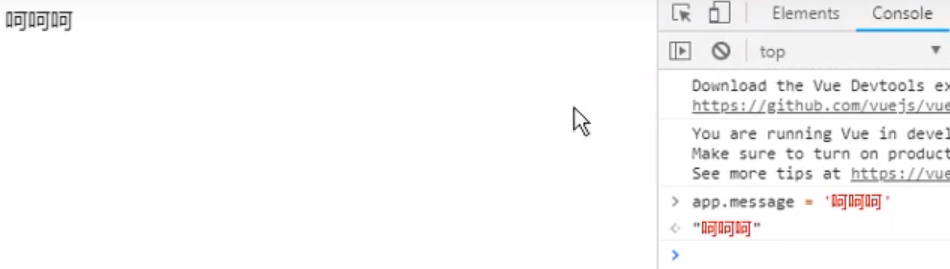 呵呵呵
Elements Console
top
Download the Vue Devtools ex
https://github.com/vuejs/vue
You are running Vue in devel
Make sure to turn on product
See more tips at https://vue
> app.message = '呵呵呵'
"呵呵呵"
>